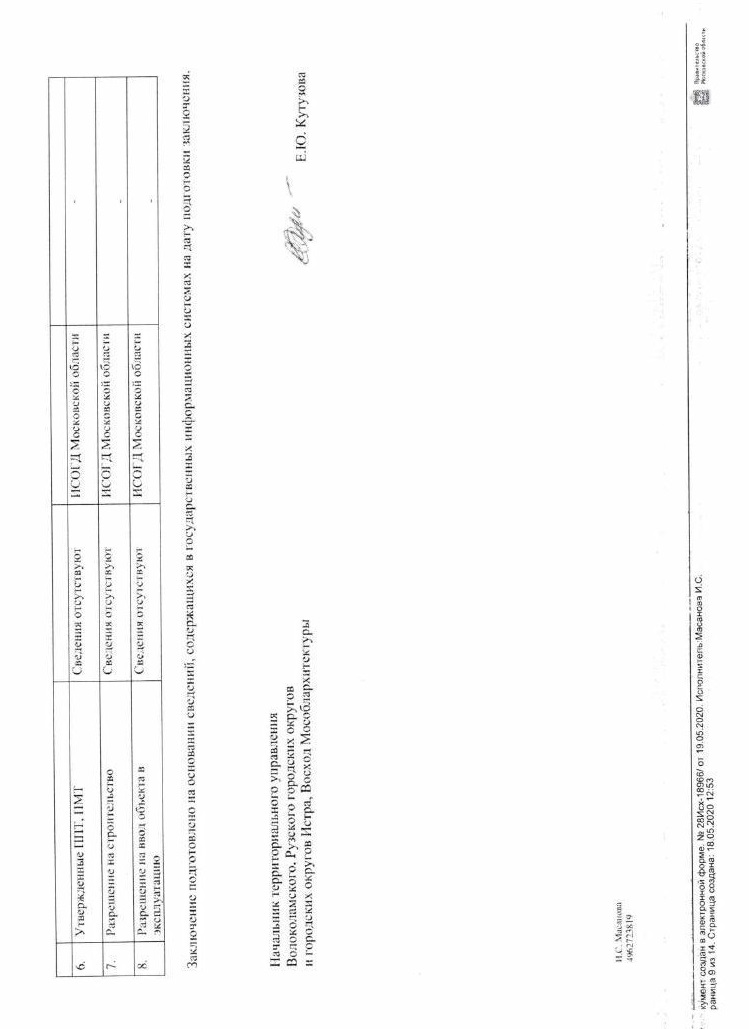 6. Утвержденные ППТ, ПМТ Сведения отсутствуют ИСОГД Московской области -
7. Разрешение на строительство Сведения отсутствуют ИСОГД Московской области -
8. Разрешение на ввод объекта в эксплуатацию Сведения отсутствуют ИСОГД Московской области -
Заключение подготовлено на основании сведений, содержащихся в государственных информационных системах на дату подготовки заключения.
Начальник территориального управления
Волоколамского, Рузского городских округов
и городских округов Истра, Восход Мособлархитектуры
Е.Ю. Кутузова
И.С. Масанова
4962723819
кумент создан в электронной форме. № 28Исх-18966/ от 19.05.2020. Исполнитель:Масанова И.С.
раница 9 из 14. Страница создана: 18.05.2020 12:53
Правительство
Московской области